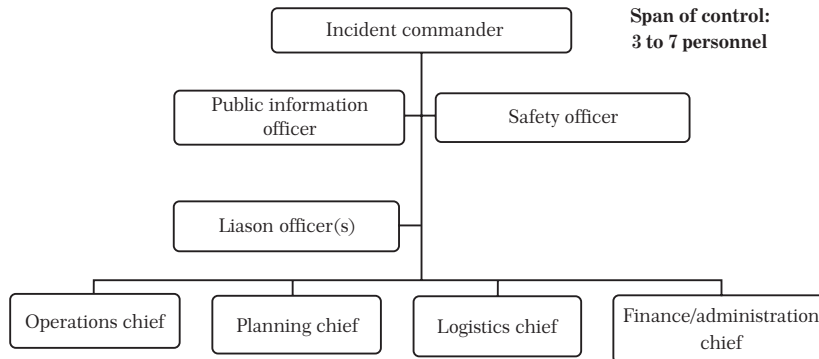 Incident commander
Span of control:
3 to 7 personnel
Public information
officer
Safety officer
Liason officer(s)
Operations chief
Planning chief
Logistics chief
Finance/administration
chief